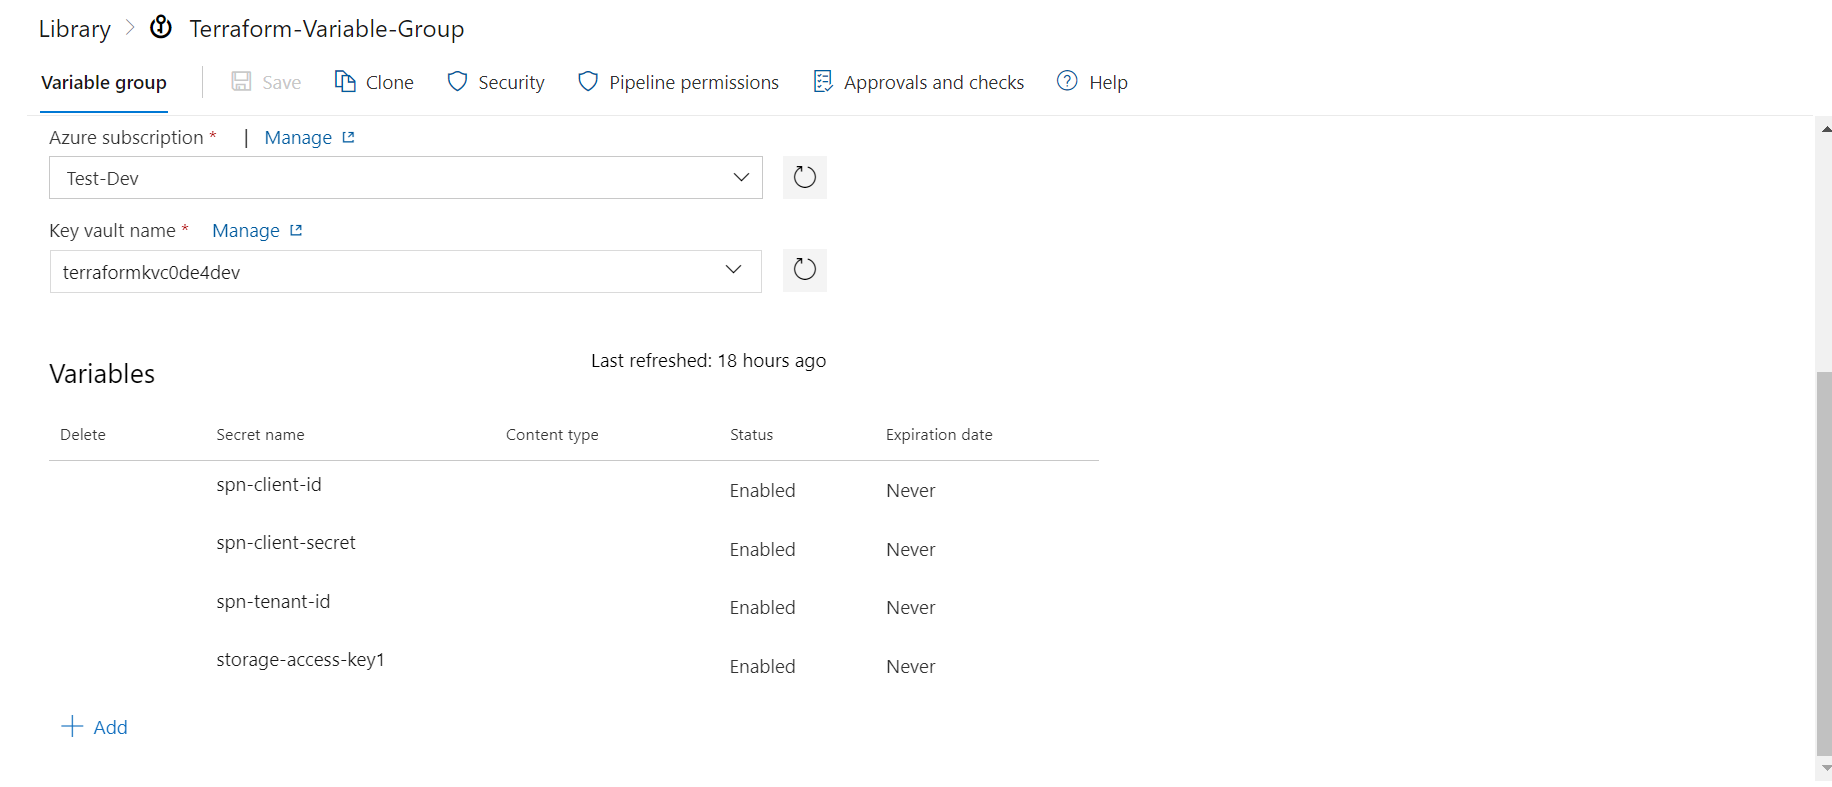 Library > Terraform-Variable-Group
Variable group | Save Clone Security Pipeline permissions Approvals and checks Help
Azure subscription * | Manage
Test-Dev
Key vault name * Manage
terraformkvc0de4dev
Last refreshed: 18 hours ago
Variables
Delete Secret name Content type Status Expiration date
spn-client-id Enabled Never
spn-client-secret Enabled Never
spn-tenant-id Enabled Never
storage-access-key1 Enabled Never
+ Add